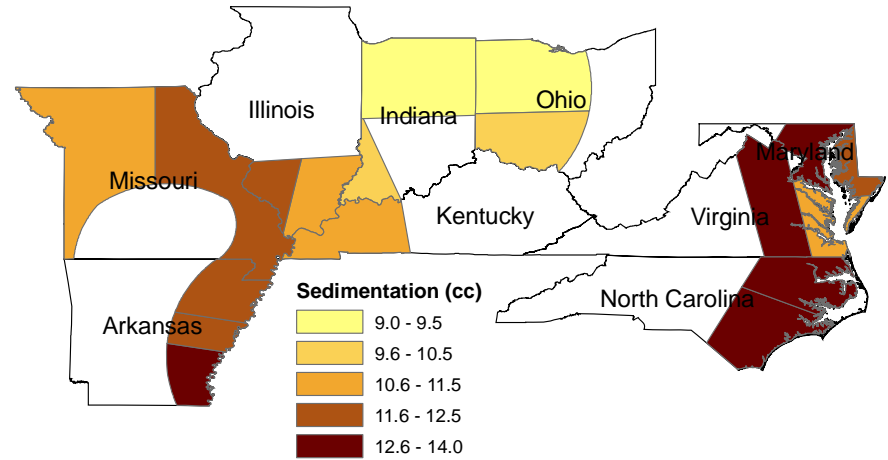 Illinois
Indiana
Ohio
Missouri
Maryland
Kentucky
Virginia
Arkansas
North Carolina
Sedimentation (cc)
9.0 - 9.5
9.6 - 10.5
10.6 - 11.5
11.6 - 12.5
12.6 - 14.0